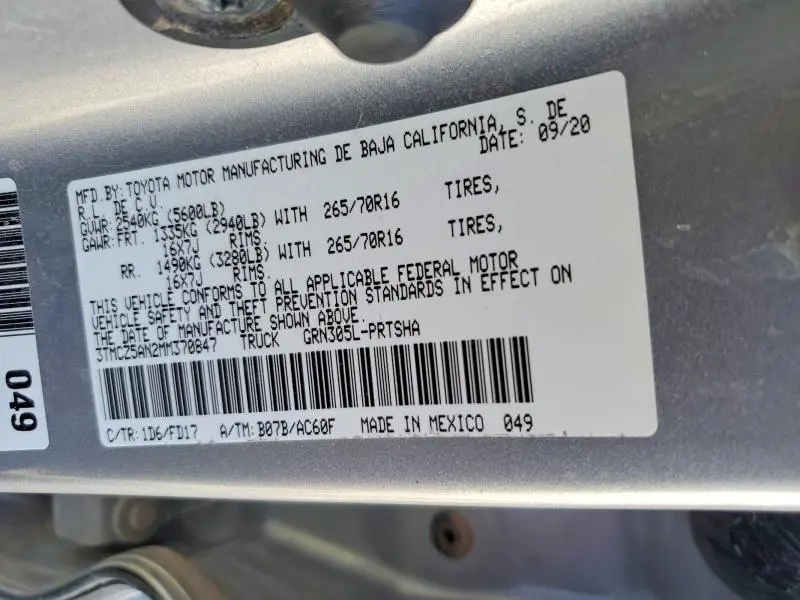 MFD. BY: TOYOTA MOTOR MANUFACTURING DE BAJA CALIFORNIA, S. DE
R.L. DE C.V. DATE: 09/20
GVWR: 2540KG (5600LB)
GAWR: FRT. 1335KG (2940LB) WITH 265/70R16 TIRES,
16X7J RIMS,
RR. 1490KG (3280LB) WITH 265/70R16 TIRES,
16X7J RIMS.
THIS VEHICLE CONFORMS TO ALL APPLICABLE FEDERAL MOTOR
VEHICLE SAFETY AND THEFT PREVENTION STANDARDS IN EFFECT ON
THE DATE OF MANUFACTURE SHOWN ABOVE.
3TMCZ5AN2MM370847 TRUCK GRN305L-PRTSHA
C/TR: 1D6/FD17 A/TM: B07B/AC60F MADE IN MEXICO 049
049